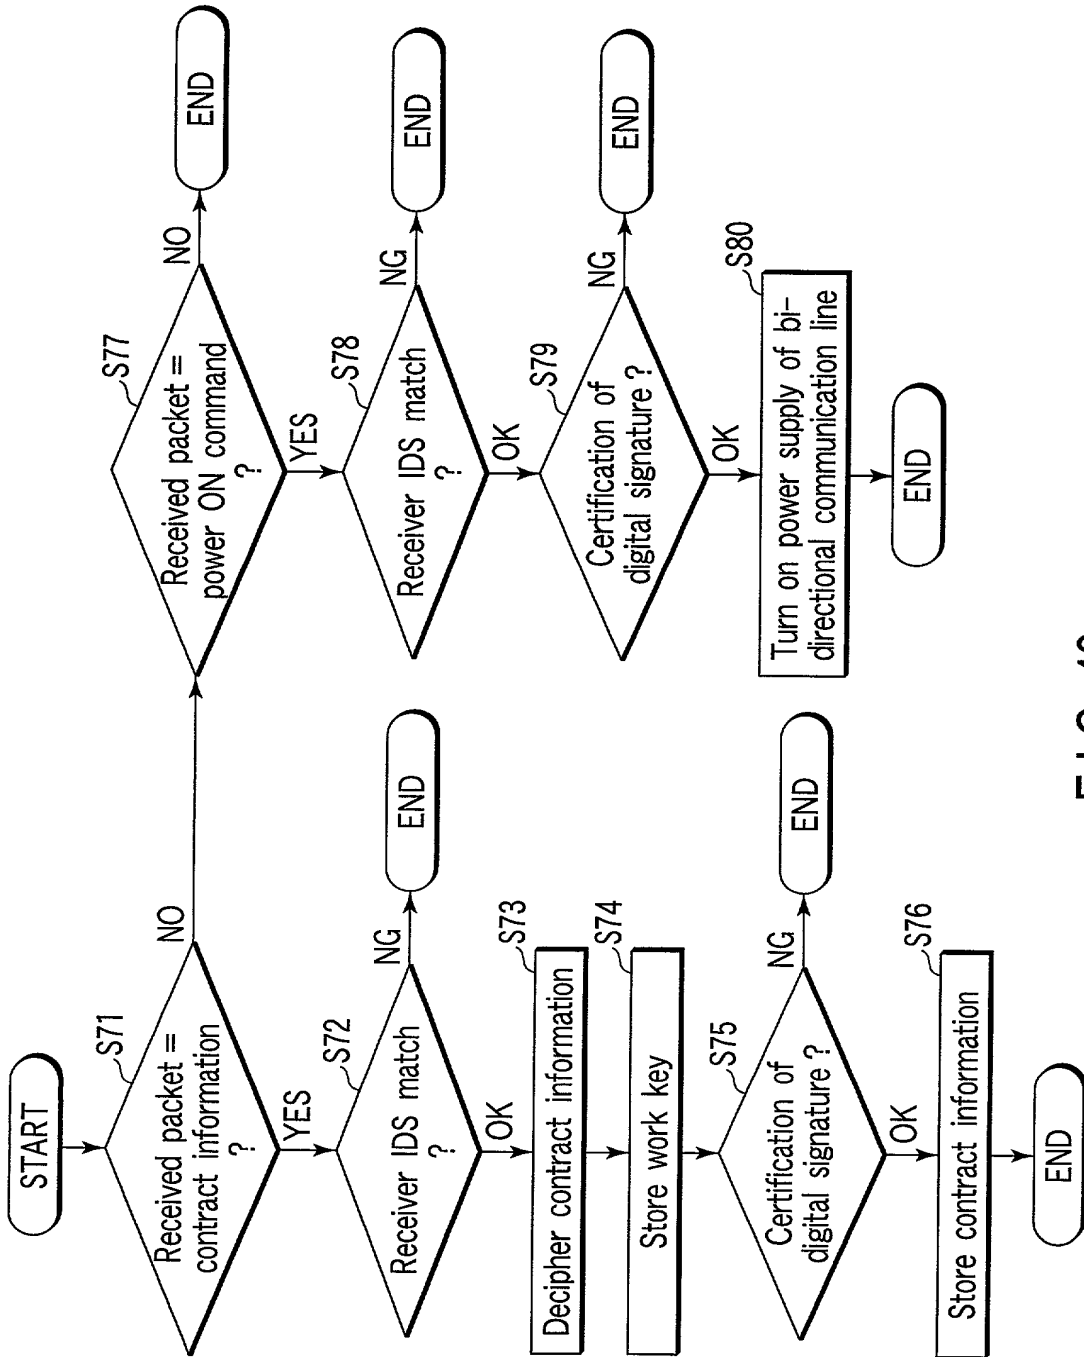 START
S71
Received packet =
contract information
?
NO
YES
S72
Receiver IDS match
?
NG
END
OK
S73
Decipher contract information
S74
Store work key
S75
Certification of
digital signature ?
NG
END
OK
S76
Store contract information
END
S77
Received packet =
power ON command
?
NO
END
YES
S78
Receiver IDS match
?
NG
END
OK
S79
Certification of
digital signature ?
NG
END
OK
S80
Turn on power supply of bi-
directional communication line
END